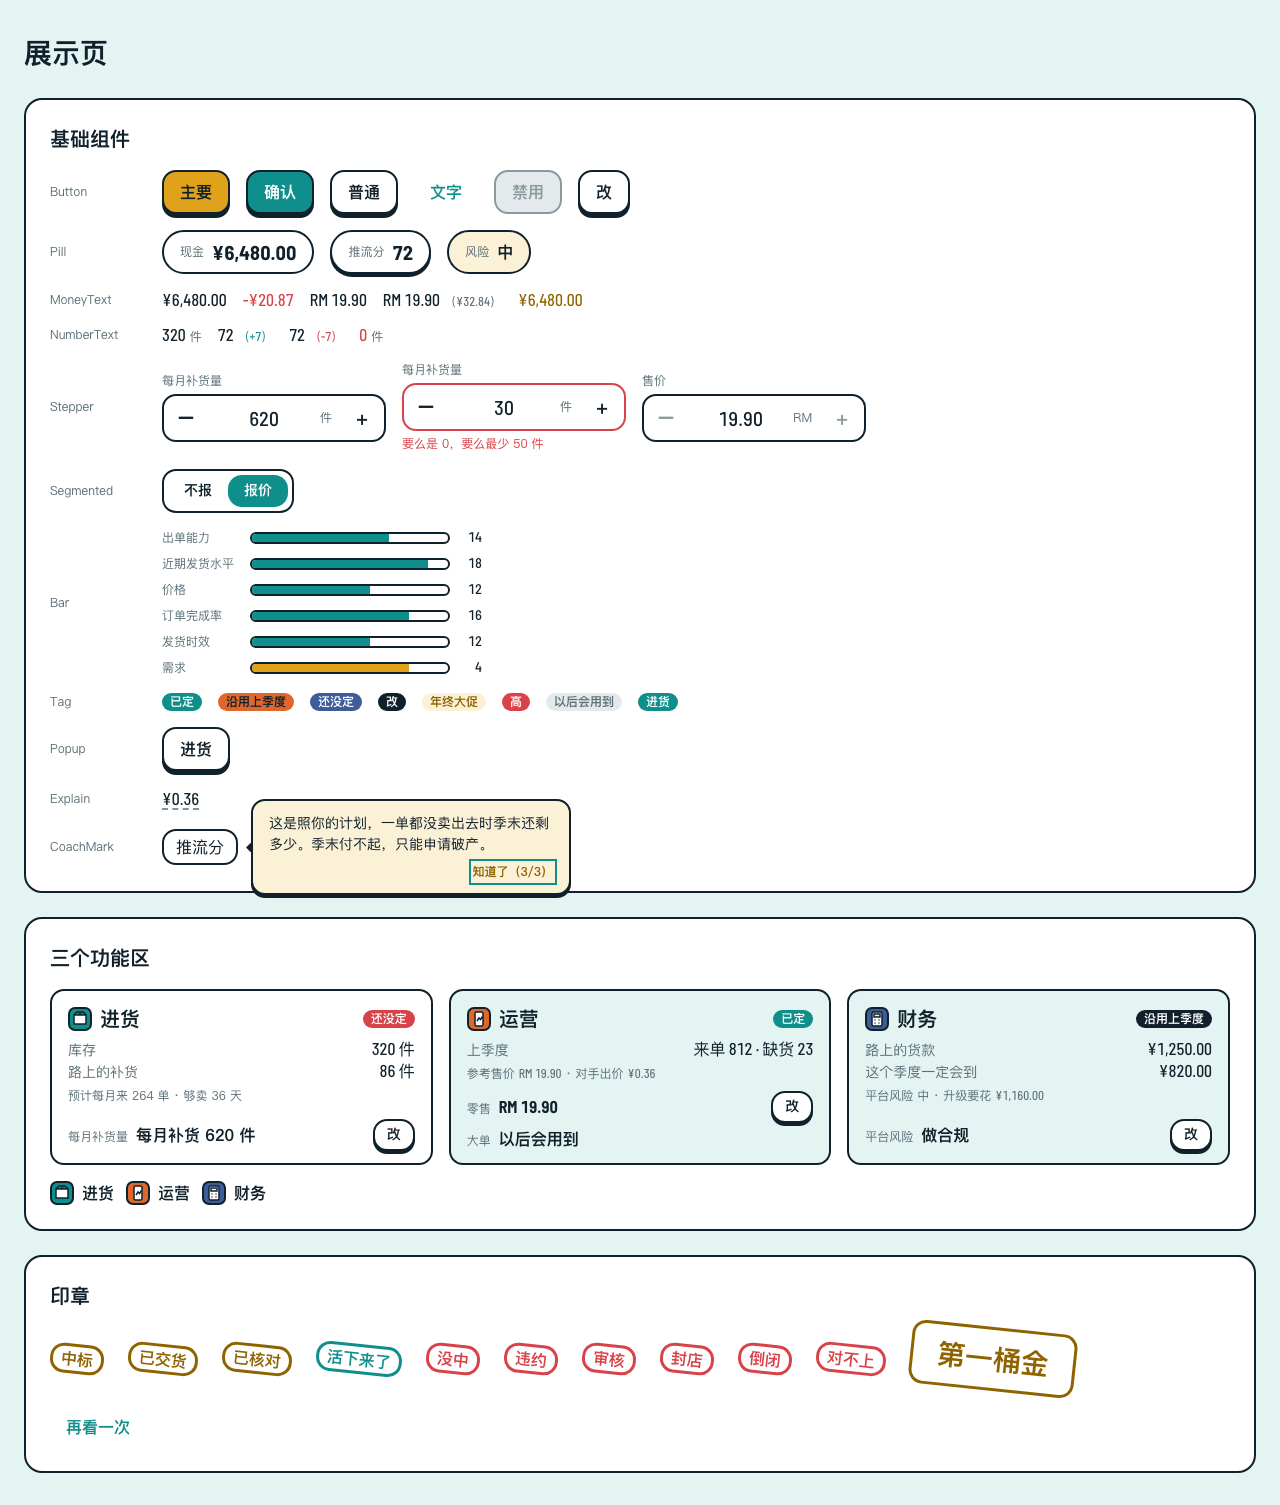 展示页
基础组件
Button 主要 确认 普通 文字 禁用 改
Pill 现金 ¥6,480.00 推流分 72 风险 中
MoneyText ¥6,480.00 -¥20.87 RM 19.90 RM 19.90 (¥32.84) ¥6,480.00
NumberText 320 件 72 (+7) 72 (-7) 0 件
每月补货量 每月补货量 售价
Stepper − 620 件 + − 30 件 + − 19.90 RM +
要么是 0，要么最少 50 件
Segmented 不报 报价
出单能力 14
近期发货水平 18
价格 12
Bar
订单完成率 16
发货时效 12
需求 4
Tag 已定 沿用上季度 还没定 改 年终大促 高 以后会用到 进货
Popup 进货
Explain ¥0.36
CoachMark 推流分
这是照你的计划，一单都没卖出去时季末还剩
多少。季末付不起，只能申请破产。
知道了（3/3）
三个功能区
进货 还没定
库存 320 件
路上的补货 86 件
预计每月来 264 单 · 够卖 36 天
每月补货量 每月补货 620 件 改
运营 已定
上季度 来单 812 · 缺货 23
参考售价 RM 19.90 · 对手出价 ¥0.36
零售 RM 19.90 改
大单 以后会用到
财务 沿用上季度
路上的货款 ¥1,250.00
这个季度一定会到 ¥820.00
平台风险 中 · 升级要花 ¥1,160.00
平台风险 做合规 改
进货 运营 财务
印章
中标 已交货 已核对 活下来了 没中 违约 审核 封店 倒闭 对不上 第一桶金
再看一次